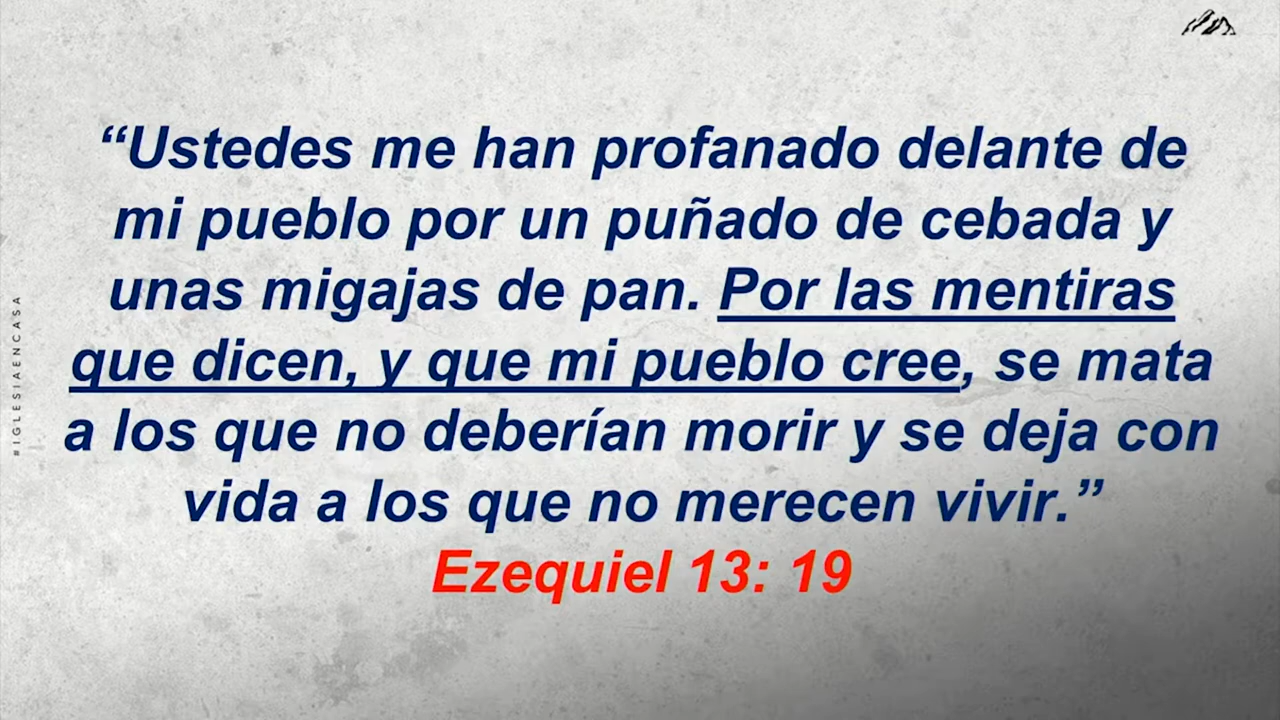 “Ustedes me han profanado delante de
mi pueblo por un puñado de cebada y
unas migajas de pan. Por las mentiras
que dicen, y que mi pueblo cree, se mata
a los que no deberían morir y se deja con
vida a los que no merecen vivir.”
Ezequiel 13: 19
#IGLESIAENCASA